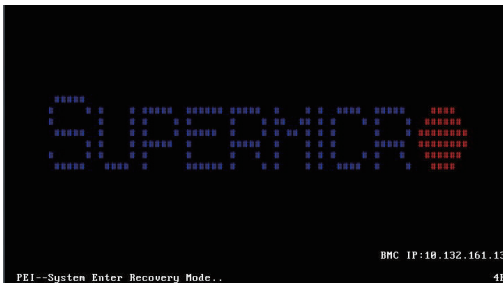 SUPERMICRO
BMC IP:10.132.161.13
PEI--System Enter Recovery Mode..